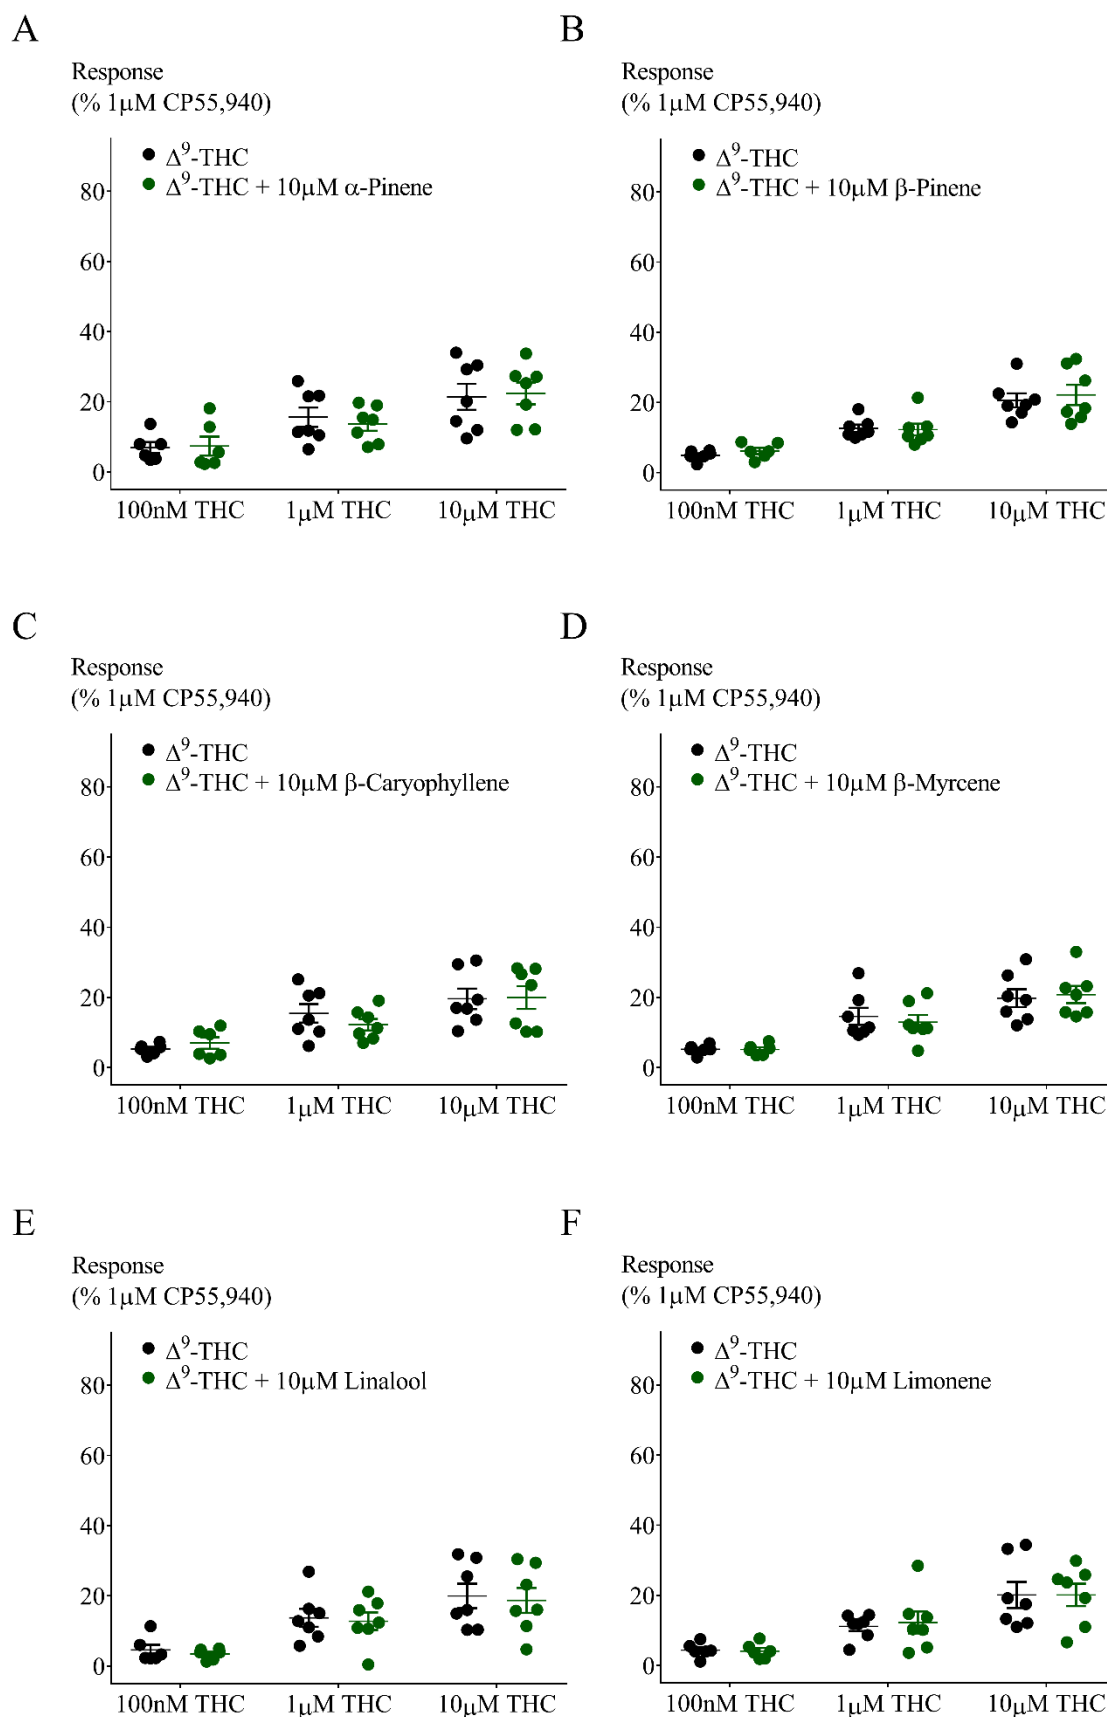 A
Response
(% 1μM CP55,940)
Δ⁹-THC
Δ⁹-THC + 10μM α-Pinene
80
60
40
20
0
100nM THC 1μM THC 10μM THC
B
Response
(% 1μM CP55,940)
Δ⁹-THC
Δ⁹-THC + 10μM β-Pinene
80
60
40
20
0
100nM THC 1μM THC 10μM THC
C
Response
(% 1μM CP55,940)
Δ⁹-THC
Δ⁹-THC + 10μM β-Caryophyllene
80
60
40
20
0
100nM THC 1μM THC 10μM THC
D
Response
(% 1μM CP55,940)
Δ⁹-THC
Δ⁹-THC + 10μM β-Myrcene
80
60
40
20
0
100nM THC 1μM THC 10μM THC
E
Response
(% 1μM CP55,940)
Δ⁹-THC
Δ⁹-THC + 10μM Linalool
80
60
40
20
0
100nM THC 1μM THC 10μM THC
F
Response
(% 1μM CP55,940)
Δ⁹-THC
Δ⁹-THC + 10μM Limonene
80
60
40
20
0
100nM THC 1μM THC 10μM THC